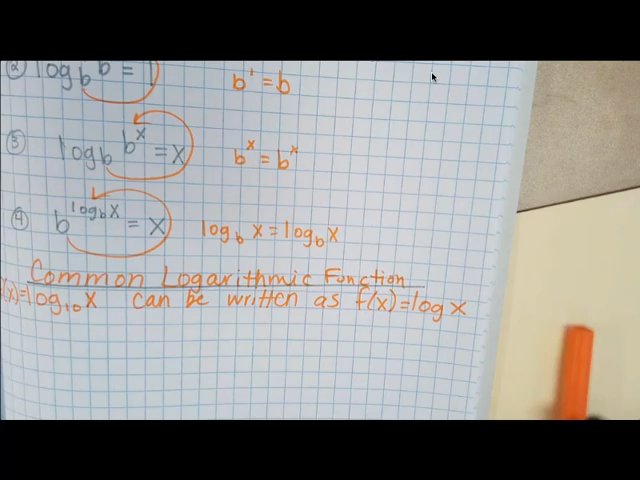 ② log_b b = 1 b¹ = b
③ log_b b^x = x b^x = b^x
④ b^(log_b x) = x log_b x = log_b x
Common Logarithmic Function
f(x)=log₁₀ x can be written as f(x)=log x